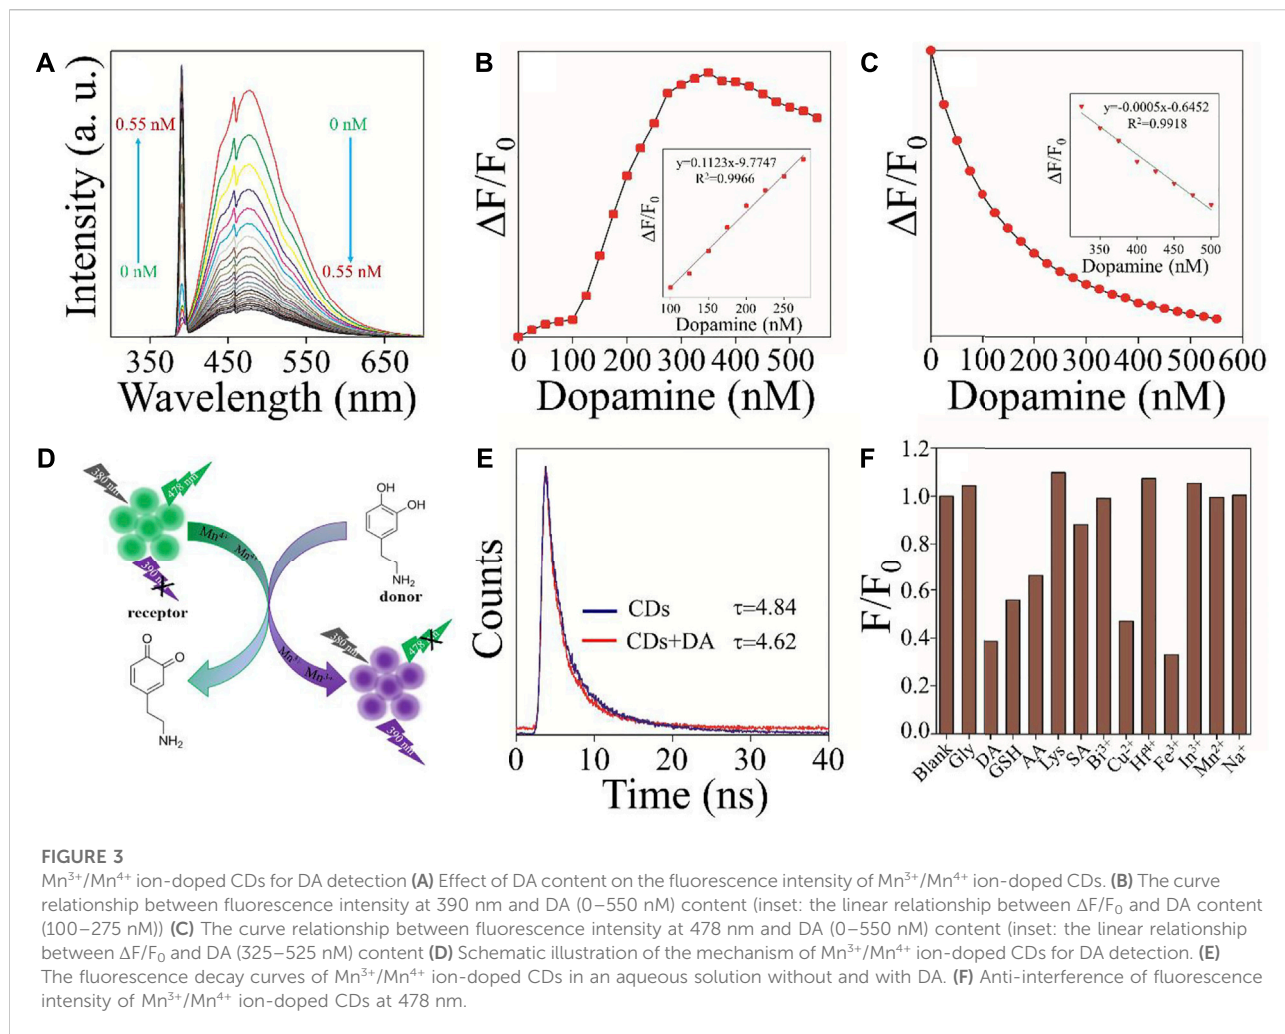 A
Intensity (a. u.)
0.55 nM
0 nM
0 nM
0.55 nM
350 450 550 650
Wavelength (nm)
B
ΔF/F₀
y=0.1123x-9.7747
R²=0.9966
ΔF/F₀
100 150 200 250
Dopamine (nM)
0 100 200 300 400 500
Dopamine (nM)
C
ΔF/F₀
y=-0.0005x-0.6452
R²=0.9918
ΔF/F₀
350 400 450 500
Dopamine (nM)
0 100 200 300 400 500 600
Dopamine (nM)
D
380 nm
478 nm
Mn⁴⁺
390 nm
receptor
OH
OH
NH₂
donor
O
O
NH₂
380 nm
390 nm
E
Counts
CDs τ=4.84
CDs+DA τ=4.62
0 10 20 30 40
Time (ns)
F
F/F₀
1.2
1.0
0.8
0.6
0.4
0.2
0.0
Blank Gly DA GSH AA Lys SA Bi³⁺ Cu²⁺ Hf⁴⁺ Fe³⁺ In³⁺ Mn²⁺ Na⁺
FIGURE 3
Mn³⁺/Mn⁴⁺ ion-doped CDs for DA detection (A) Effect of DA content on the fluorescence intensity of Mn³⁺/Mn⁴⁺ ion-doped CDs. (B) The curve
relationship between fluorescence intensity at 390 nm and DA (0–550 nM) content (inset: the linear relationship between ΔF/F₀ and DA content
(100–275 nM)) (C) The curve relationship between fluorescence intensity at 478 nm and DA (0–550 nM) content (inset: the linear relationship
between ΔF/F₀ and DA (325–525 nM) content (D) Schematic illustration of the mechanism of Mn³⁺/Mn⁴⁺ ion-doped CDs for DA detection. (E)
The fluorescence decay curves of Mn³⁺/Mn⁴⁺ ion-doped CDs in an aqueous solution without and with DA. (F) Anti-interference of fluorescence
intensity of Mn³⁺/Mn⁴⁺ ion-doped CDs at 478 nm.